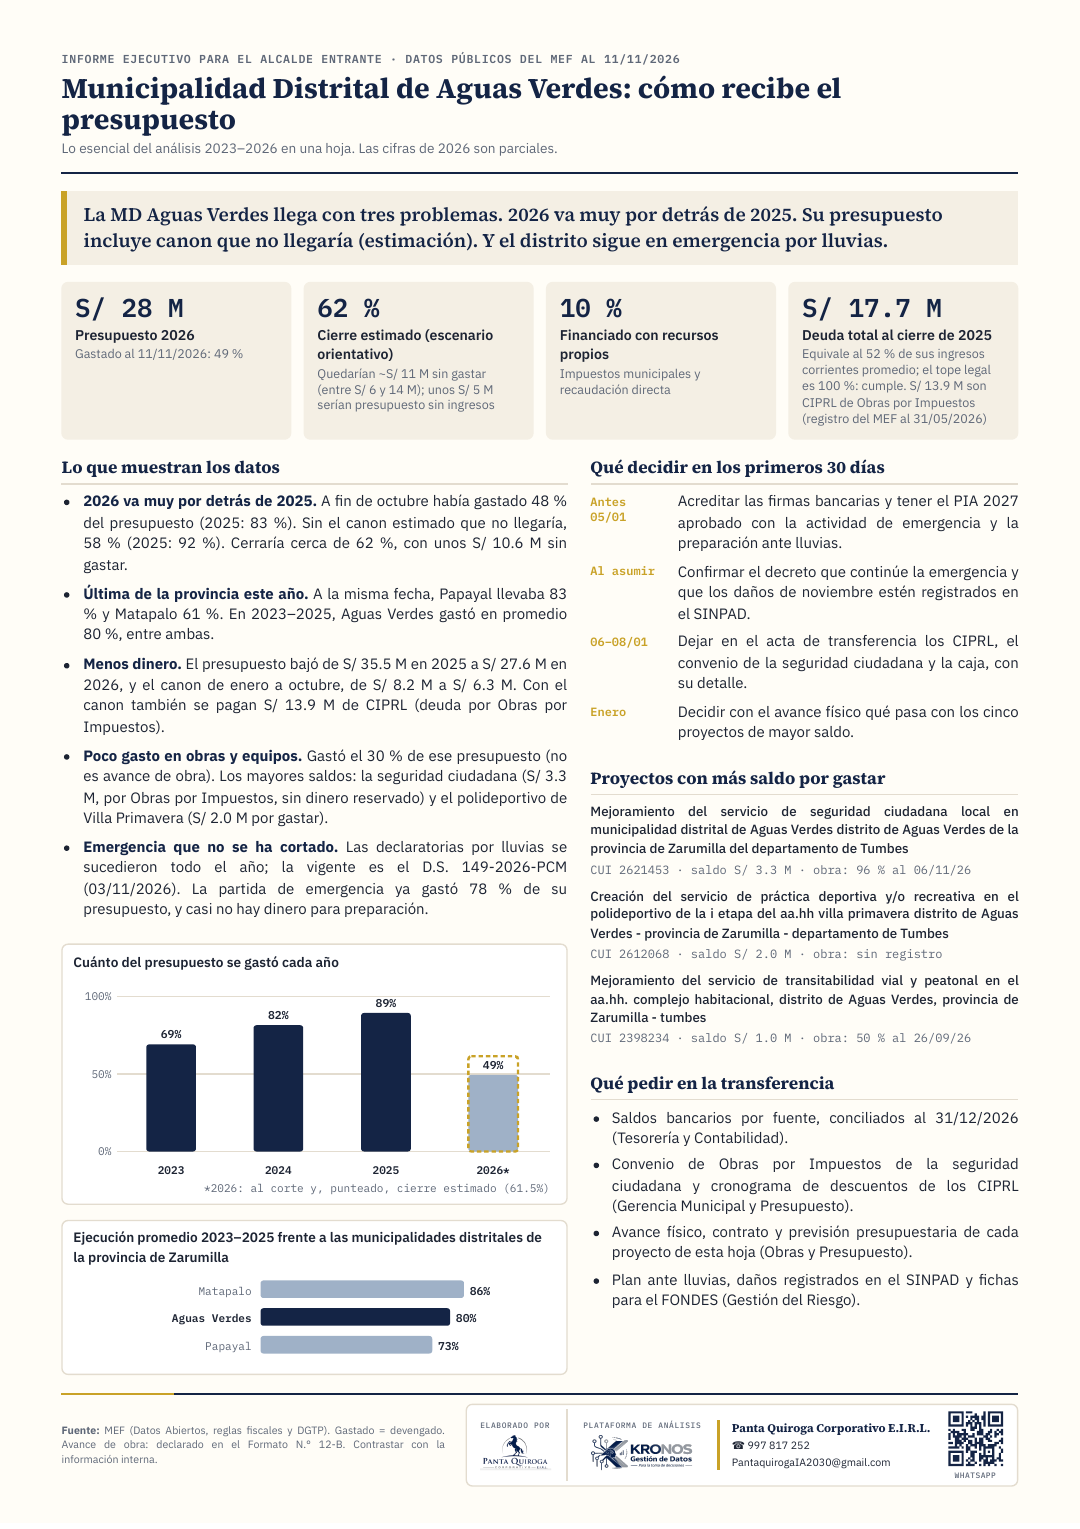 INFORME EJECUTIVO PARA EL ALCALDE ENTRANTE · DATOS PÚBLICOS DEL MEF AL 11/11/2026
Municipalidad Distrital de Aguas Verdes: cómo recibe el
presupuesto
Lo esencial del análisis 2023–2026 en una hoja. Las cifras de 2026 son parciales.
La MD Aguas Verdes llega con tres problemas. 2026 va muy por detrás de 2025. Su presupuesto
incluye canon que no llegaría (estimación). Y el distrito sigue en emergencia por lluvias.
S/ 28 M
Presupuesto 2026
Gastado al 11/11/2026: 49 %
62 %
Cierre estimado (escenario
orientativo)
Quedarían ~S/ 11 M sin gastar
(entre S/ 6 y 14 M); unos S/ 5 M
serían presupuesto sin ingresos
10 %
Financiado con recursos
propios
Impuestos municipales y
recaudación directa
S/ 17.7 M
Deuda total al cierre de 2025
Equivale al 52 % de sus ingresos
corrientes promedio; el tope legal
es 100 %: cumple. S/ 13.9 M son
CIPRL de Obras por Impuestos
(registro del MEF al 31/05/2026)
Lo que muestran los datos
• 2026 va muy por detrás de 2025. A fin de octubre había gastado 48 %
del presupuesto (2025: 83 %). Sin el canon estimado que no llegaría,
58 % (2025: 92 %). Cerraría cerca de 62 %, con unos S/ 10.6 M sin
gastar.
• Última de la provincia este año. A la misma fecha, Papayal llevaba 83
% y Matapalo 61 %. En 2023–2025, Aguas Verdes gastó en promedio
80 %, entre ambas.
• Menos dinero. El presupuesto bajó de S/ 35.5 M en 2025 a S/ 27.6 M en
2026, y el canon de enero a octubre, de S/ 8.2 M a S/ 6.3 M. Con el
canon también se pagan S/ 13.9 M de CIPRL (deuda por Obras por
Impuestos).
• Poco gasto en obras y equipos. Gastó el 30 % de ese presupuesto (no
es avance de obra). Los mayores saldos: la seguridad ciudadana (S/ 3.3
M, por Obras por Impuestos, sin dinero reservado) y el polideportivo de
Villa Primavera (S/ 2.0 M por gastar).
• Emergencia que no se ha cortado. Las declaratorias por lluvias se
sucedieron todo el año; la vigente es el D.S. 149-2026-PCM
(03/11/2026). La partida de emergencia ya gastó 78 % de su
presupuesto, y casi no hay dinero para preparación.
Cuánto del presupuesto se gastó cada año
100%
50%
0%
69%
82%
89%
49%
2023
2024
2025
2026*
*2026: al corte y, punteado, cierre estimado (61.5%)
Ejecución promedio 2023–2025 frente a las municipalidades distritales de
la provincia de Zarumilla
Matapalo 86%
Aguas Verdes 80%
Papayal 73%
Qué decidir en los primeros 30 días
Antes
05/01
Acreditar las firmas bancarias y tener el PIA 2027
aprobado con la actividad de emergencia y la
preparación ante lluvias.
Al asumir
Confirmar el decreto que continúe la emergencia y
que los daños de noviembre estén registrados en
el SINPAD.
06–08/01
Dejar en el acta de transferencia los CIPRL, el
convenio de la seguridad ciudadana y la caja, con
su detalle.
Enero
Decidir con el avance físico qué pasa con los cinco
proyectos de mayor saldo.
Proyectos con más saldo por gastar
Mejoramiento del servicio de seguridad ciudadana local en
municipalidad distrital de Aguas Verdes distrito de Aguas Verdes de la
provincia de Zarumilla del departamento de Tumbes
CUI 2621453 · saldo S/ 3.3 M · obra: 96 % al 06/11/26
Creación del servicio de práctica deportiva y/o recreativa en el
polideportivo de la i etapa del aa.hh villa primavera distrito de Aguas
Verdes - provincia de Zarumilla - departamento de Tumbes
CUI 2612068 · saldo S/ 2.0 M · obra: sin registro
Mejoramiento del servicio de transitabilidad vial y peatonal en el
aa.hh. complejo habitacional, distrito de Aguas Verdes, provincia de
Zarumilla - tumbes
CUI 2398234 · saldo S/ 1.0 M · obra: 50 % al 26/09/26
Qué pedir en la transferencia
• Saldos bancarios por fuente, conciliados al 31/12/2026
(Tesorería y Contabilidad).
• Convenio de Obras por Impuestos de la seguridad
ciudadana y cronograma de descuentos de los CIPRL
(Gerencia Municipal y Presupuesto).
• Avance físico, contrato y previsión presupuestaria de cada
proyecto de esta hoja (Obras y Presupuesto).
• Plan ante lluvias, daños registrados en el SINPAD y fichas
para el FONDES (Gestión del Riesgo).
Fuente: MEF (Datos Abiertos, reglas fiscales y DGTP). Gastado = devengado.
Avance de obra: declarado en el Formato N.° 12-B. Contrastar con la
información interna.
ELABORADO POR
PANTA QUIROGA
PLATAFORMA DE ANÁLISIS
KRONOS
Gestión de Datos
Panta Quiroga Corporativo E.I.R.L.
☎ 997 817 252
PantaquirogaIA2030@gmail.com
WHATSAPP